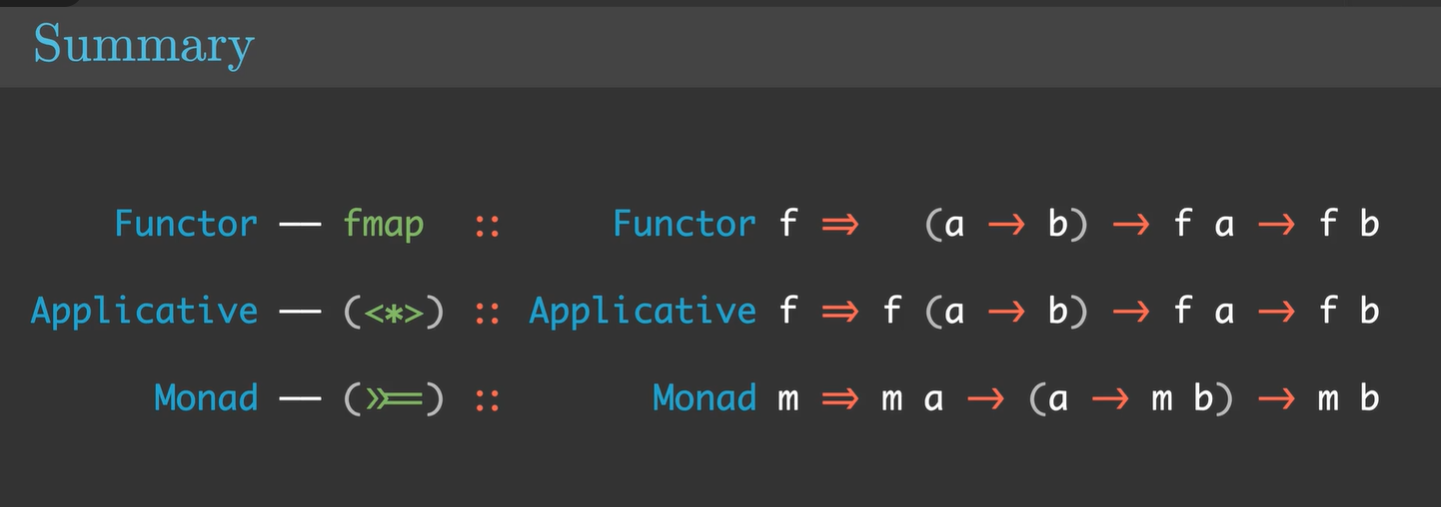 Summary
Functor — fmap :: Functor f ⇒ (a → b) → f a → f b
Applicative — (<*>) :: Applicative f ⇒ f (a → b) → f a → f b
Monad — (>>=) :: Monad m ⇒ m a → (a → m b) → m b